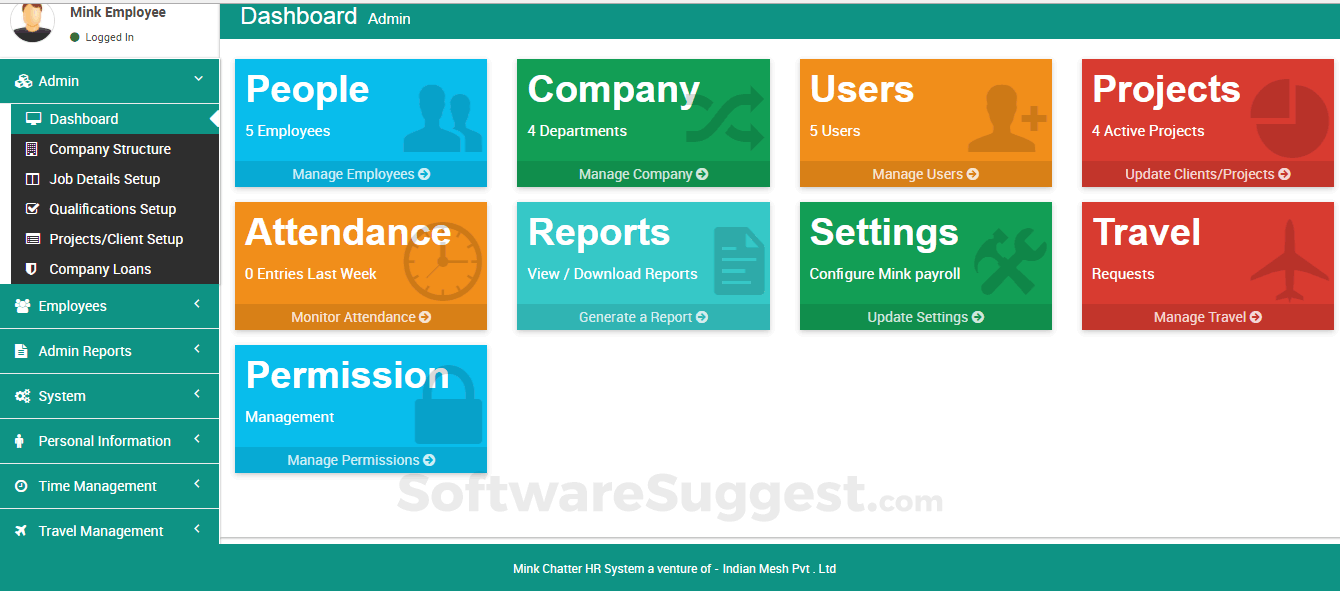 Mink Employee
Logged In
Dashboard Admin
Admin
Dashboard
Company Structure
Job Details Setup
Qualifications Setup
Projects/Client Setup
Company Loans
Employees
Admin Reports
System
Personal Information
Time Management
Travel Management
People
5 Employees
Manage Employees
Company
4 Departments
Manage Company
Users
5 Users
Manage Users
Projects
4 Active Projects
Update Clients/Projects
Attendance
0 Entries Last Week
Monitor Attendance
Reports
View / Download Reports
Generate a Report
Settings
Configure Mink payroll
Update Settings
Travel
Requests
Manage Travel
Permission
Management
Manage Permissions
SoftwareSuggest.com
Mink Chatter HR System a venture of - Indian Mesh Pvt . Ltd